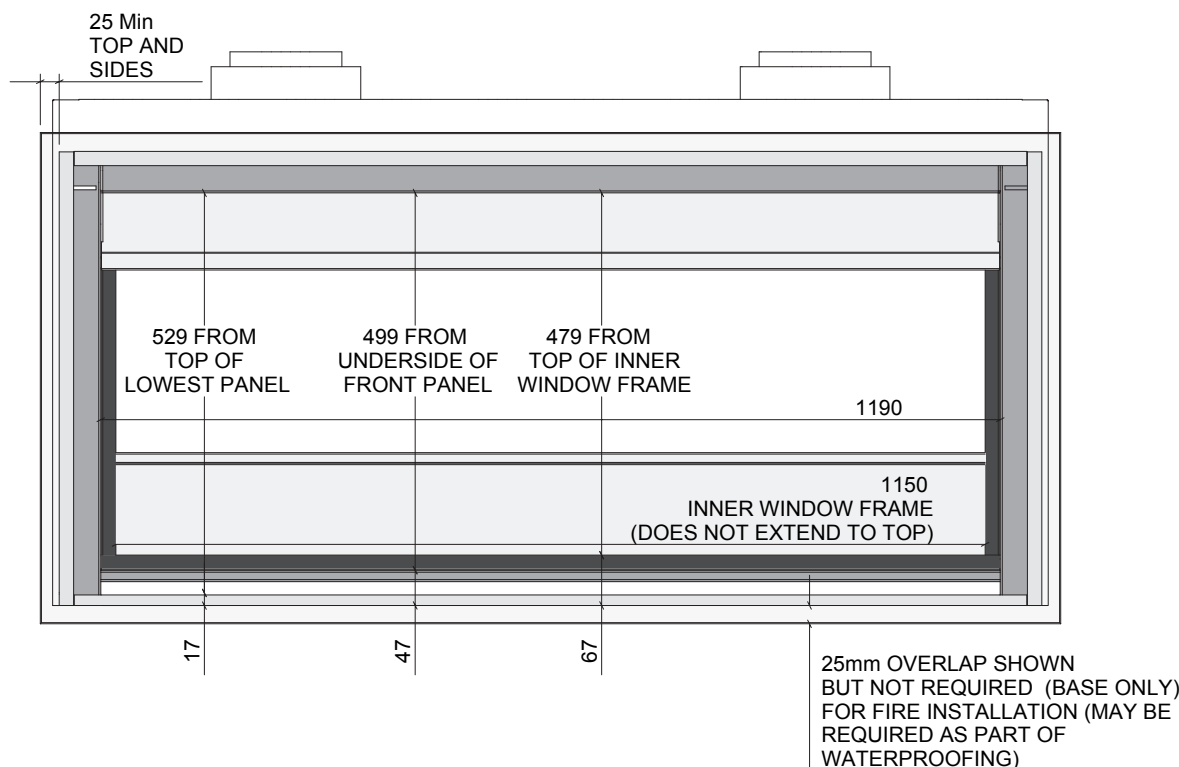 25 Min
TOP AND
SIDES
529 FROM
TOP OF
LOWEST PANEL
499 FROM
UNDERSIDE OF
FRONT PANEL
479 FROM
TOP OF INNER
WINDOW FRAME
1190
1150
INNER WINDOW FRAME
(DOES NOT EXTEND TO TOP)
17
47
67
25mm OVERLAP SHOWN
BUT NOT REQUIRED (BASE ONLY)
FOR FIRE INSTALLATION (MAY BE
REQUIRED AS PART OF
WATERPROOFING)